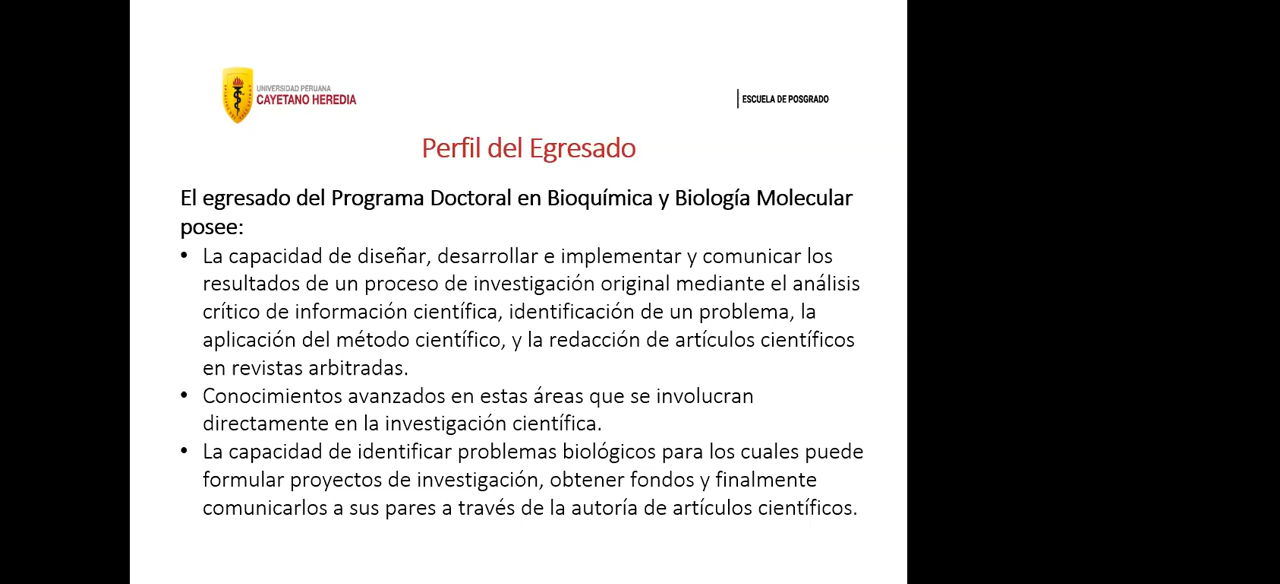 UNIVERSIDAD PERUANA
CAYETANO HEREDIA
ESCUELA DE POSGRADO
Perfil del Egresado
El egresado del Programa Doctoral en Bioquímica y Biología Molecular
posee:
• La capacidad de diseñar, desarrollar e implementar y comunicar los
resultados de un proceso de investigación original mediante el análisis
crítico de información científica, identificación de un problema, la
aplicación del método científico, y la redacción de artículos científicos
en revistas arbitradas.
• Conocimientos avanzados en estas áreas que se involucran
directamente en la investigación científica.
• La capacidad de identificar problemas biológicos para los cuales puede
formular proyectos de investigación, obtener fondos y finalmente
comunicarlos a sus pares a través de la autoría de artículos científicos.